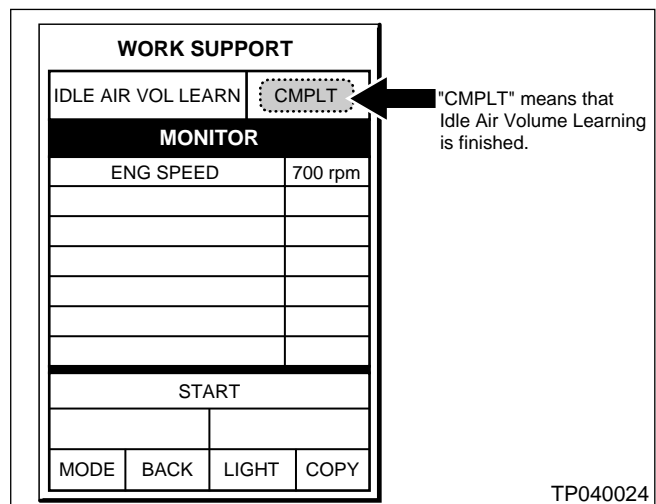 WORK SUPPORT
IDLE AIR VOL LEARN CMPLT
"CMPLT" means that
Idle Air Volume Learning
is finished.
MONITOR
ENG SPEED 700 rpm
START
MODE BACK LIGHT COPY
TP040024